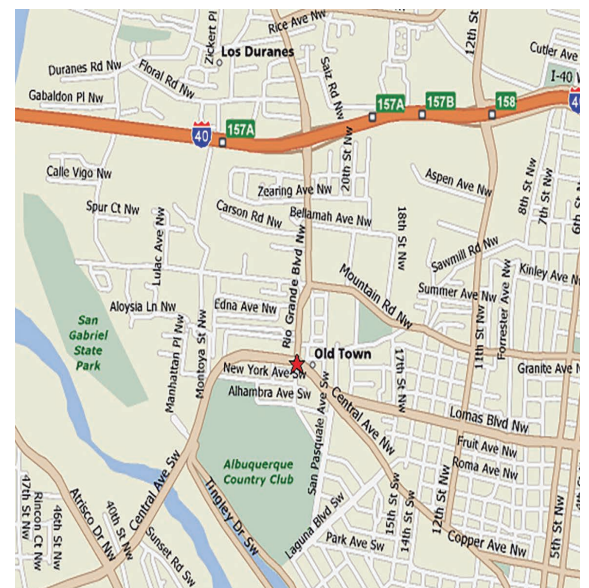 Rice Ave Nw
12th St
Zickert Pl
Los Duranes
Cutler Ave
Duranes Rd Nw
Floral Rd Nw
Saiz Rd Nw
I-40
Gabaldon Pl Nw
157A
157B
158
40
157A
20th St Nw
Calle Vigo Nw
Zearing Ave Nw
Aspen Ave Nw
8th St Nw
7th St Nw
6th St
Spur Ct Nw
Carson Rd Nw
Bellamah Ave Nw
18th St Nw
Lulac Ave Nw
Sawmill Rd Nw
Rio Grande Blvd Nw
Mountain Rd Nw
Kinley Ave N
Summer Ave Nw
Forrester Ave Nw
Aloysia Ln Nw
Edna Ave Nw
11th St Nw
San
Gabriel
State
Park
Manhattan Pl Nw
Montoya St Nw
Old Town
17th St Nw
Granite Ave N
New York Ave Sw
Alhambra Ave Sw
San Pasquale Ave Sw
Central Ave Nw
Lomas Blvd Nw
Fruit Ave Nw
Roma Ave Nw
Albuquerque
Country Club
Central Ave Sw
Tingley Dr Sw
Laguna Blvd Sw
15th St Sw
14th St Sw
12th St Nw
Copper Ave Nw
5th St Nw
4th St
47th St Nw
Rincon Ct Nw
46th St Nw
Atrisco Dr Nw
40th St Nw
Sunset Rd Sw
Park Ave Sw